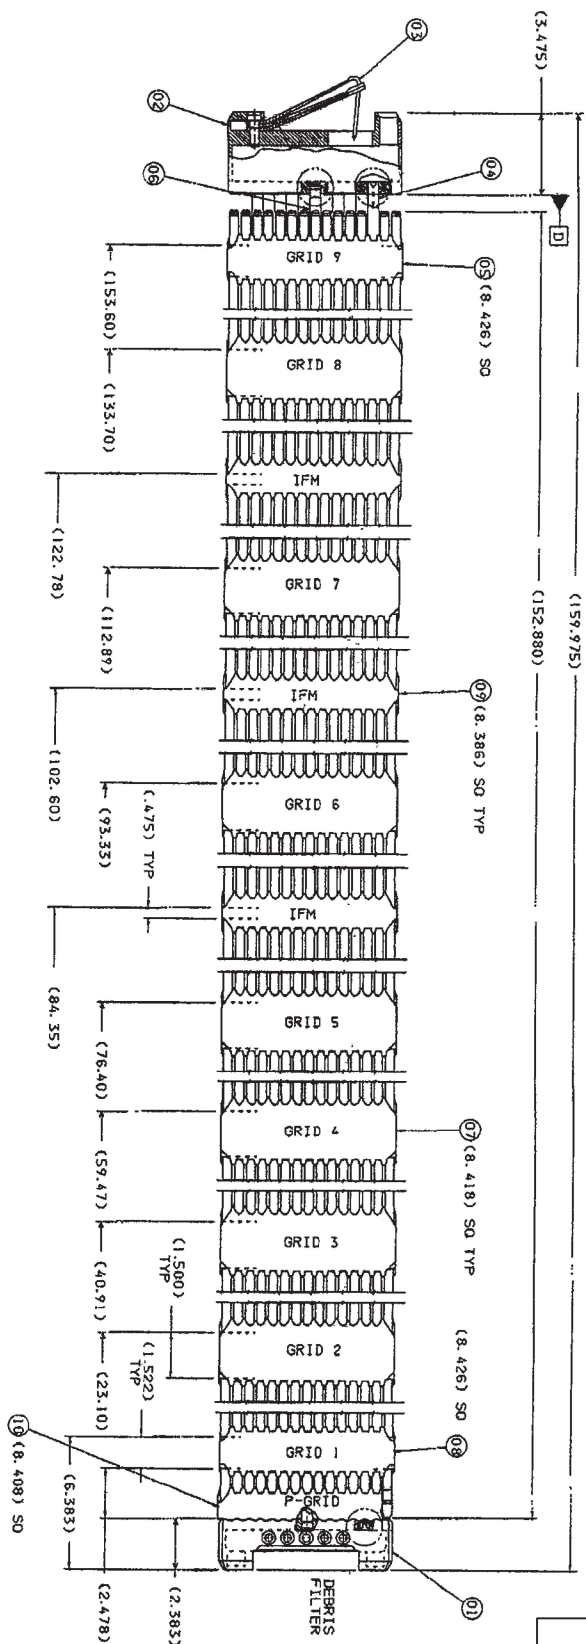 (3.475)
(159.975)
(152.880)
03
02
04
06
D
05 (8.426) SQ
GRID 9
(153.60)
GRID 8
(133.70)
IFM
(122.78)
GRID 7
(112.89)
IFM
09 (8.386) SQ TYP
(102.60)
GRID 6
(93.33)
(.475) TYP
IFM
(84.35)
GRID 5
(76.40)
GRID 4
07 (8.418) SQ TYP
(59.47)
GRID 3
(40.91)
(1.500)
TYP
GRID 2
(8.426) SQ
08
(23.10)
(1.522)
TYP
GRID 1
(6.383)
P-GRID
10 (8.408) SQ
01
DEBRIS
FILTER
(2.383)
(2.478)